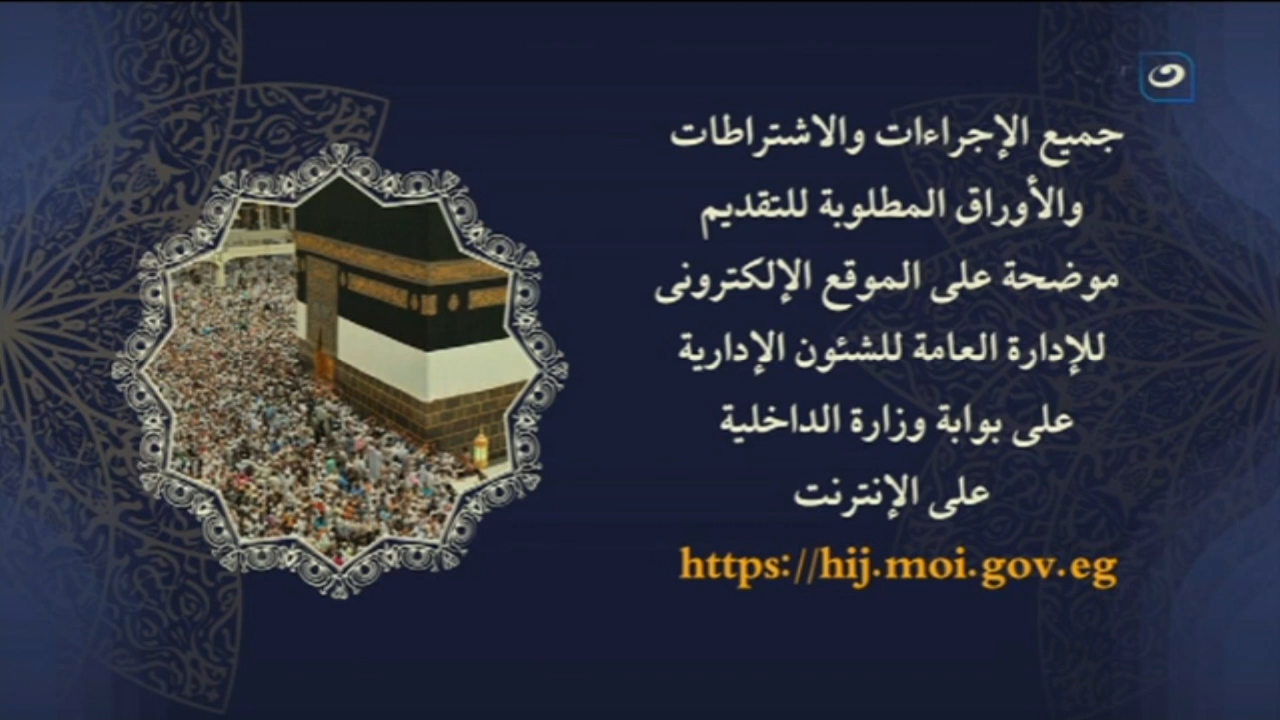 جميع الإجراءات والاشتراطات
والأوراق المطلوبة للتقديم
موضحة على الموقع الإلكترونى
للإدارة العامة للشئون الإدارية
على بوابة وزارة الداخلية
على الإنترنت
https://hij.moi.gov.eg